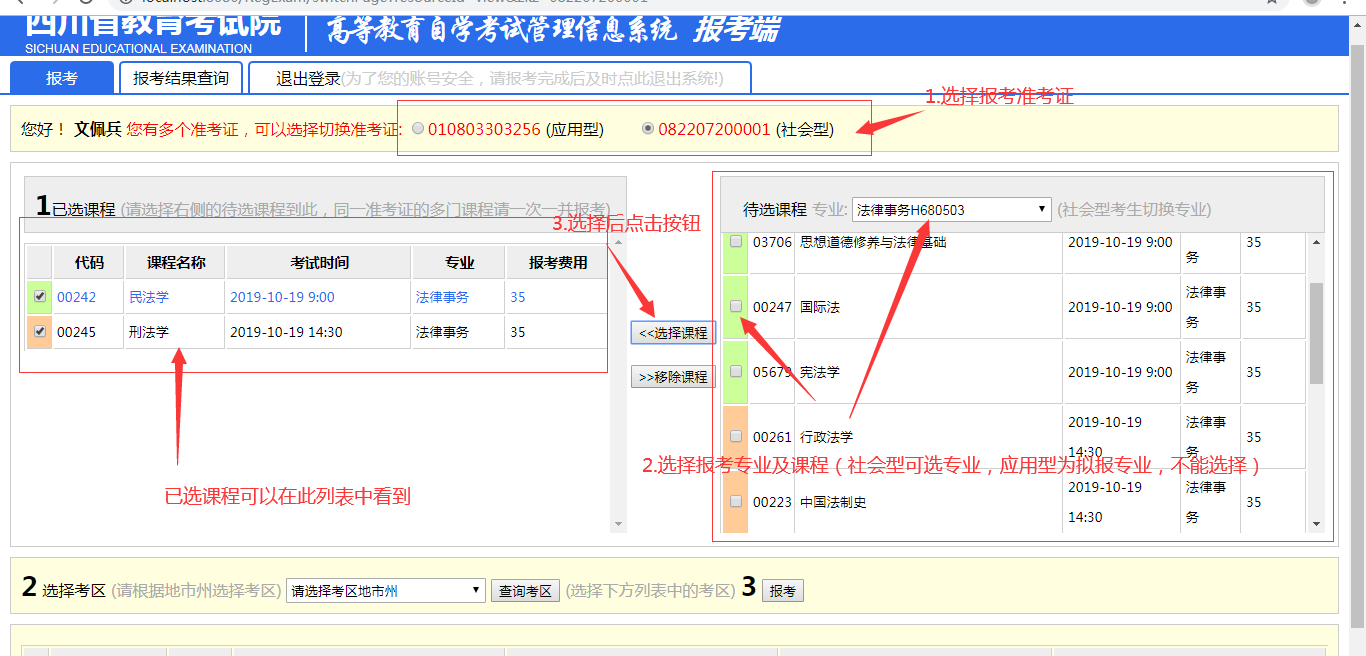 四川省教育考试院
SICHUAN EDUCATIONAL EXAMINATION
高等教育自学考试管理信息系统 报考端
报考 报考结果查询 退出登录(为了您的账号安全，请报考完成后及时点此退出系统!)
1.选择报考准考证
您好！ 文佩兵 您有多个准考证，可以选择切换准考证: 010803303256 (应用型) 082207200001 (社会型)
1已选课程 (请选择右侧的待选课程到此，同一准考证的多门课程请一次一并报考)
代码 课程名称 考试时间 专业 报考费用
00242 民法学 2019-10-19 9:00 法律事务 35
00245 刑法学 2019-10-19 14:30 法律事务 35
已选课程可以在此列表中看到
3.选择后点击按钮
<<选择课程
>>移除课程
待选课程 专业: 法律事务H680503 (社会型考生切换专业)
03706 思想道德修养与法律基础 2019-10-19 9:00 务 35
00247 国际法 2019-10-19 9:00 法律事务 35
05679 宪法学 2019-10-19 9:00 法律事务 35
00261 行政法学 2019-10-19 14:30 法律事务 35
2.选择报考专业及课程（社会型可选专业，应用型为拟报专业，不能选择）
00223 中国法制史 2019-10-19 14:30 法律事务 35
2 选择考区 (请根据地市州选择考区) 请选择考区地市州 查询考区 (选择下方列表中的考区) 3 报考